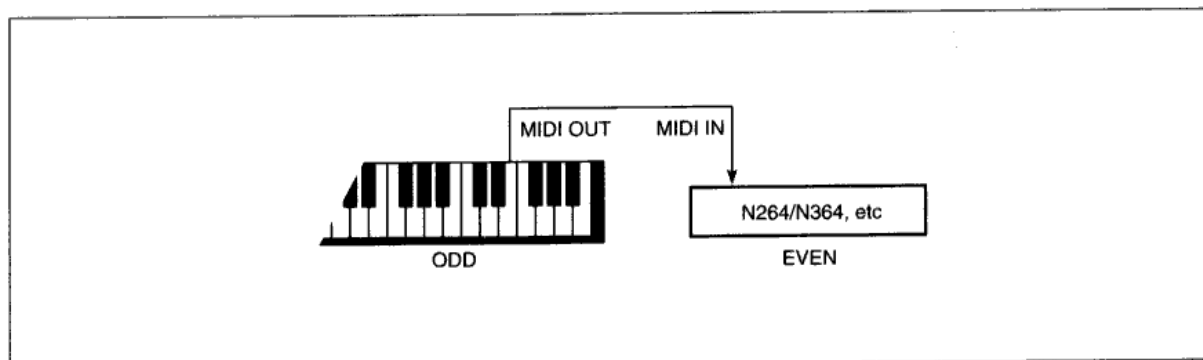 MIDI OUT MIDI IN
N264/N364, etc
ODD EVEN